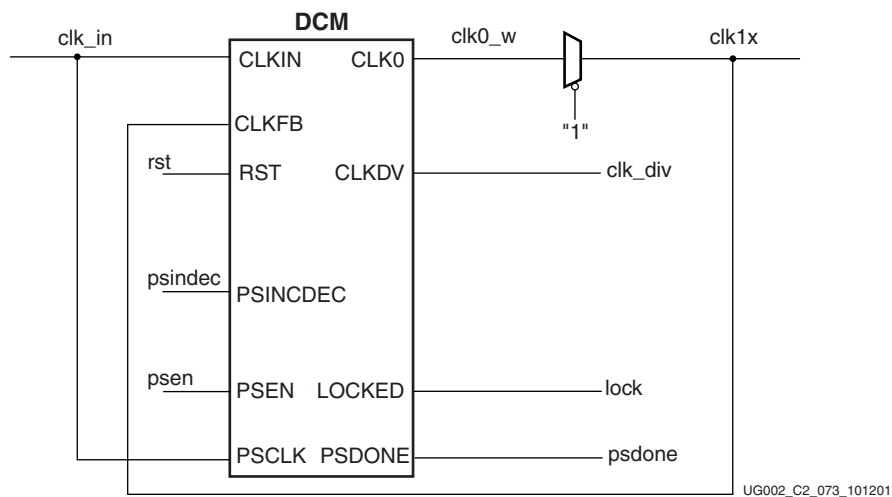 DCM
clk_in
CLKIN
CLK0
clk0_w
clk1x
CLKFB
"1"
rst
RST
CLKDV
clk_div
psindec
PSINCDEC
psen
PSEN
LOCKED
lock
PSCLK
PSDONE
psdone
UG002_C2_073_101201